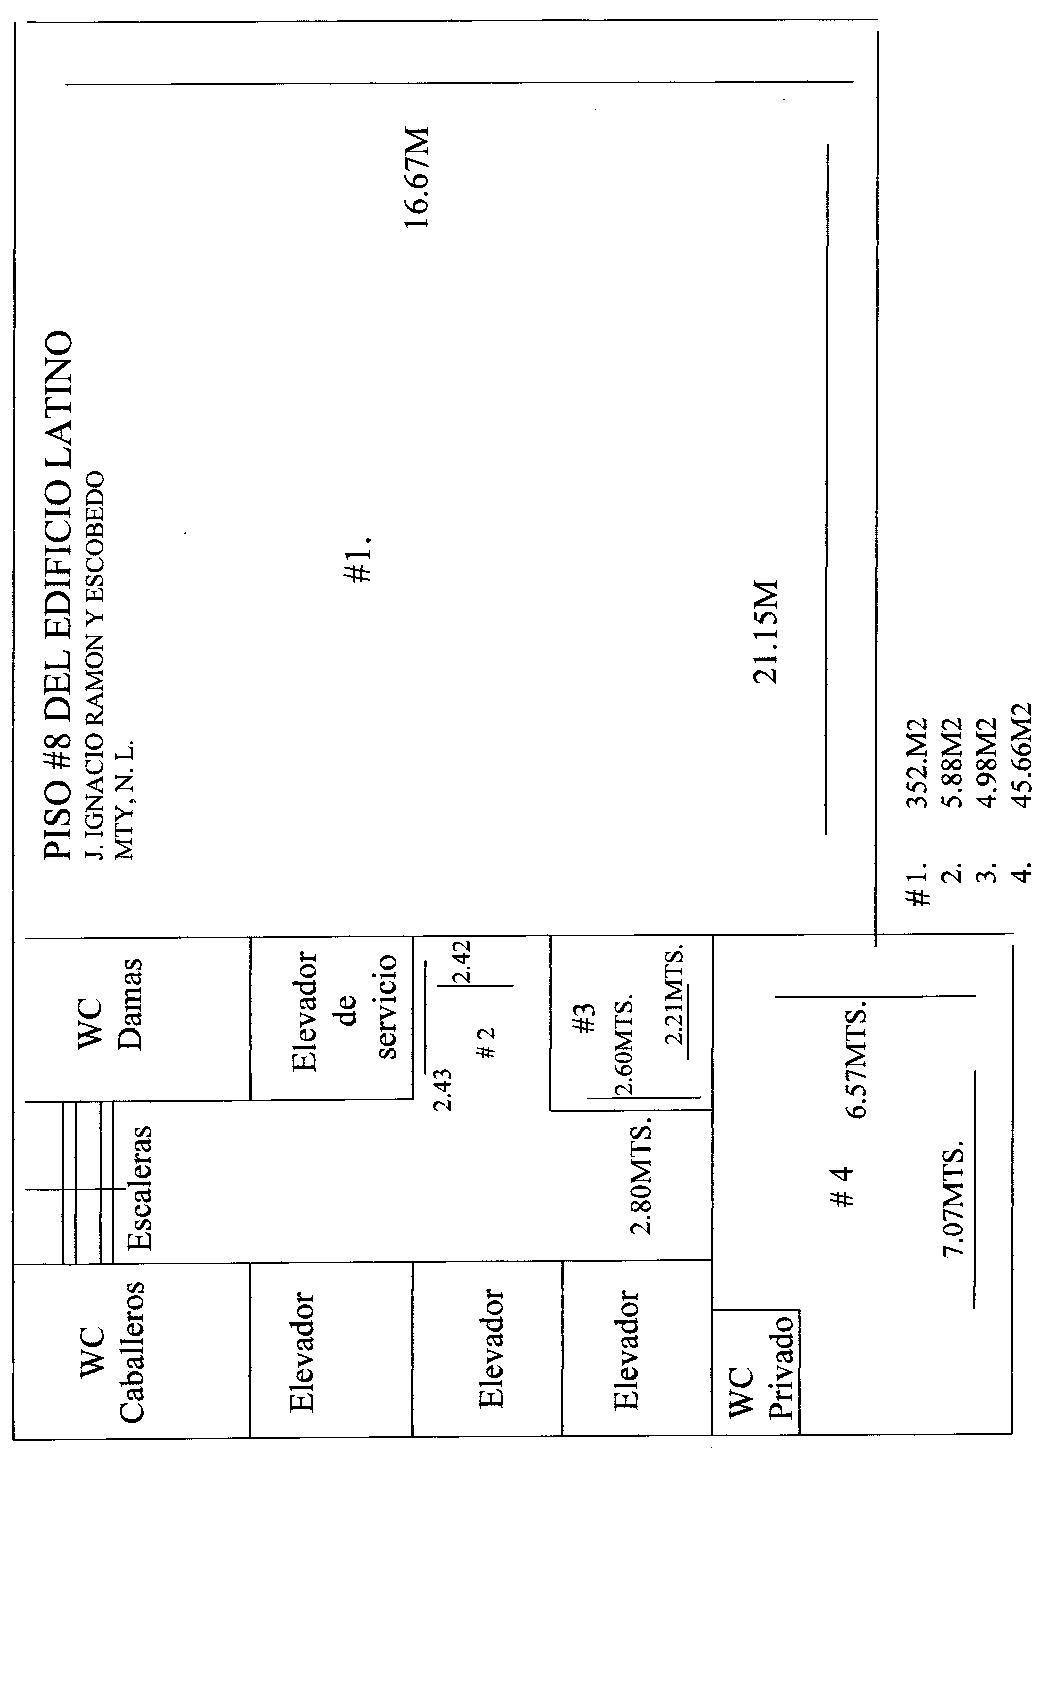 PISO #8 DEL EDIFICIO LATINO
J. IGNACIO RAMON Y ESCOBEDO
MTY, N. L.
WC
Caballeros
Escaleras
WC
Damas
Elevador
Elevador
de
servicio
#1.
16.67M
Elevador
2.43
2.42
# 2
Elevador
2.80MTS.
#3
2.60MTS.
2.21MTS.
21.15M
WC
Privado
# 4
6.57MTS.
7.07MTS.
#1. 352.M2
2. 5.88M2
3. 4.98M2
4. 45.66M2